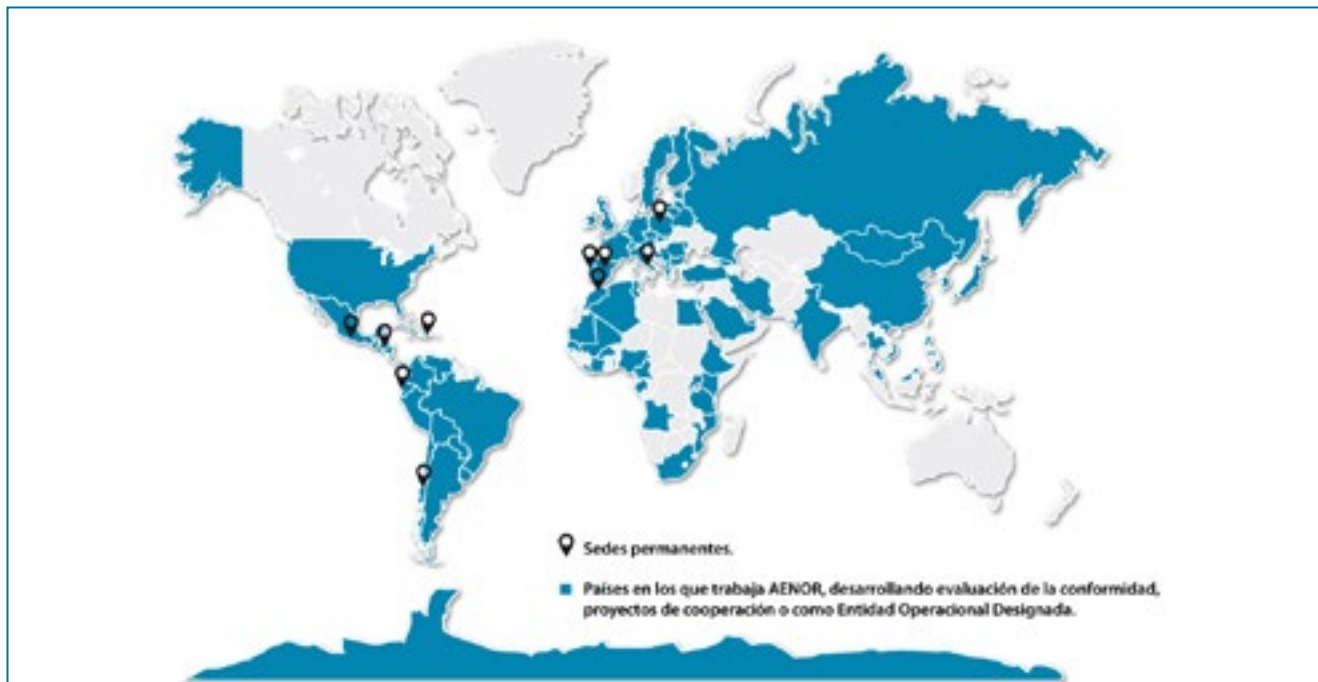 Sedes permanentes.
Países en los que trabaja AENOR, desarrollando evaluación de la conformidad,
proyectos de cooperación o como Entidad Operacional Designada.